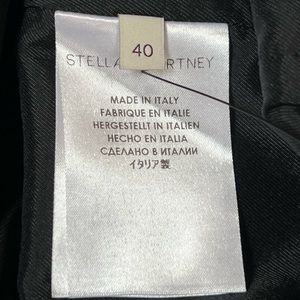 40
STELLA RTNEY
MADE IN ITALY
FABRIQUE EN ITALIE
HERGESTELLT IN ITALIEN
HECHO EN ITALIA
СДЕЛАНО В ИТАЛИИ
イタリア製